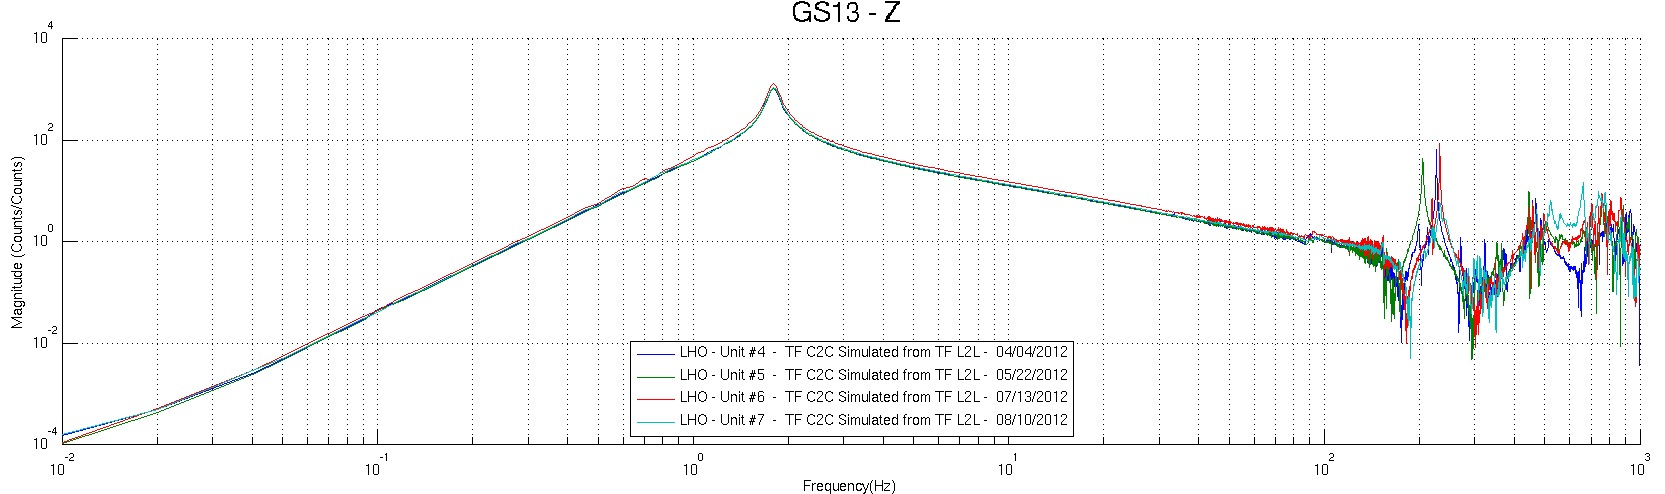 GS13 - Z
10^4
10^2
10^0
10^-2
10^-4
Magnitude (Counts/Counts)
LHO - Unit #4 - TF C2C Simulated from TF L2L - 04/04/2012
LHO - Unit #5 - TF C2C Simulated from TF L2L - 05/22/2012
LHO - Unit #6 - TF C2C Simulated from TF L2L - 07/13/2012
LHO - Unit #7 - TF C2C Simulated from TF L2L - 08/10/2012
10^-2 10^-1 10^0 10^1 10^2 10^3
Frequency(Hz)